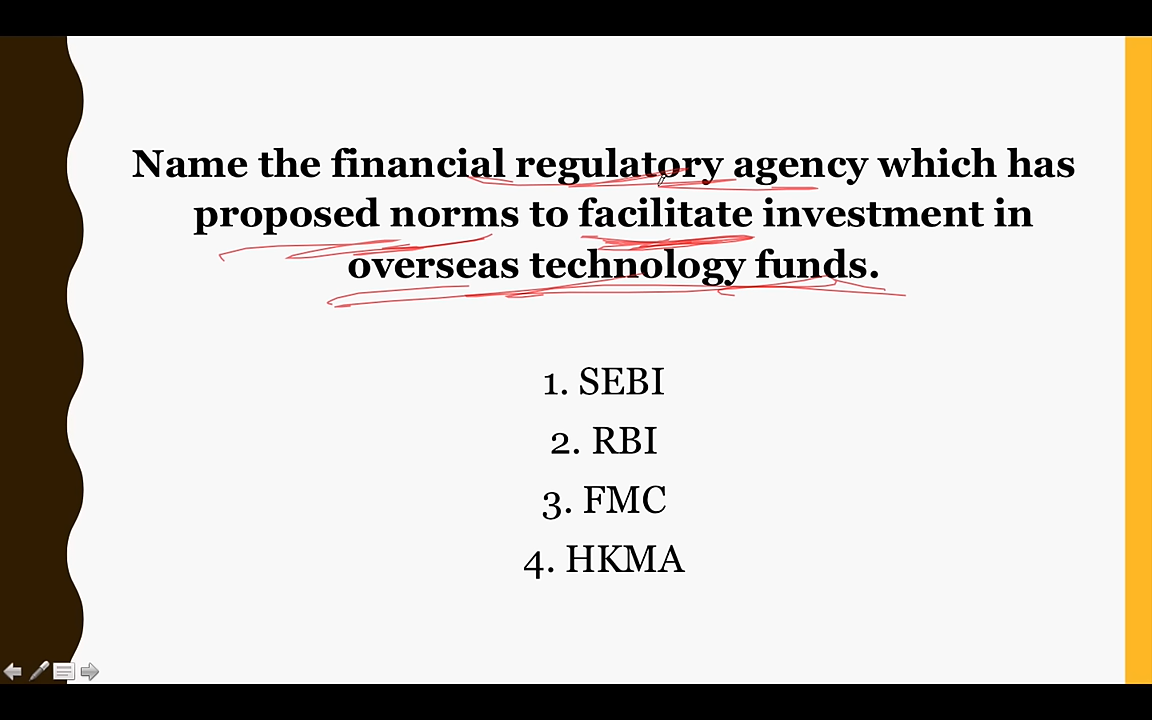 Name the financial regulatory agency which has
proposed norms to facilitate investment in
overseas technology funds.
1. SEBI
2. RBI
3. FMC
4. HKMA